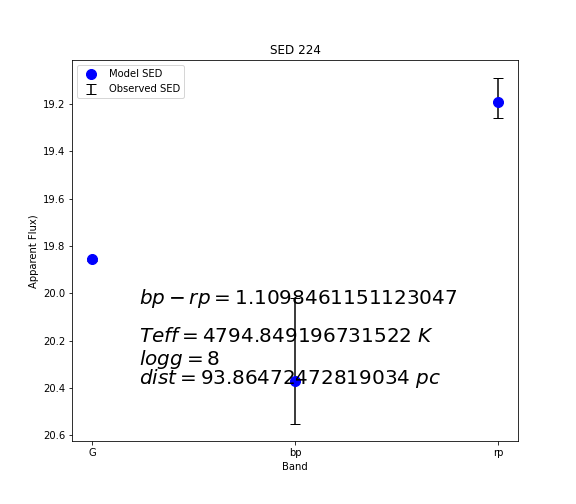 SED 224
Model SED
Observed SED
19.2
19.4
19.6
19.8
20.0
20.2
20.4
20.6
Apparent Flux)
bp − rp = 1.1098461151123047
Teff = 4794.849196731522 K
logg = 8
dist = 93.86472472819034 pc
G bp rp
Band